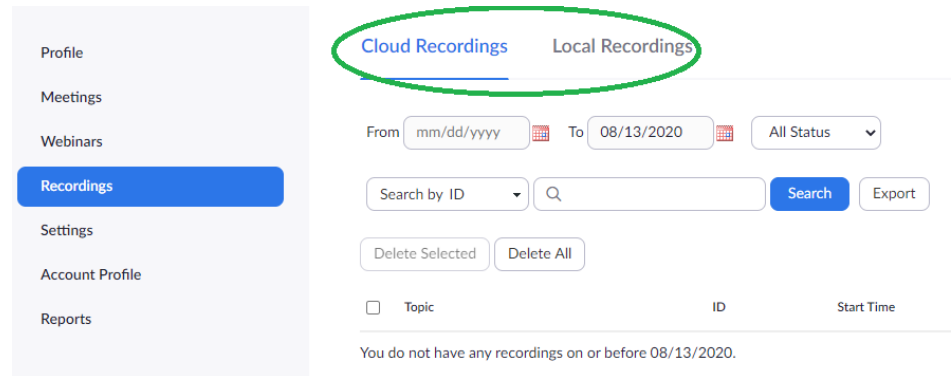 Profile
Meetings
Webinars
Recordings
Settings
Account Profile
Reports
Cloud Recordings Local Recordings
From mm/dd/yyyy To 08/13/2020 All Status
Search by ID Search Export
Delete Selected Delete All
Topic ID Start Time
You do not have any recordings on or before 08/13/2020.